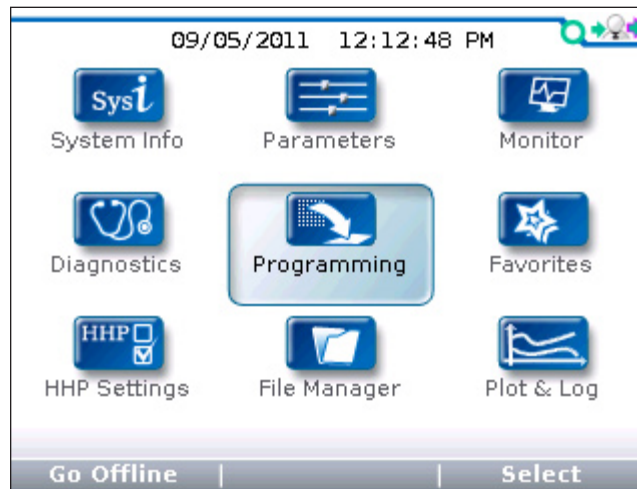 09/05/2011 12:12:48 PM
Sysi
System Info
Parameters
Monitor
Diagnostics
Programming
Favorites
HHP
HHP Settings
File Manager
Plot & Log
Go Offline
Select